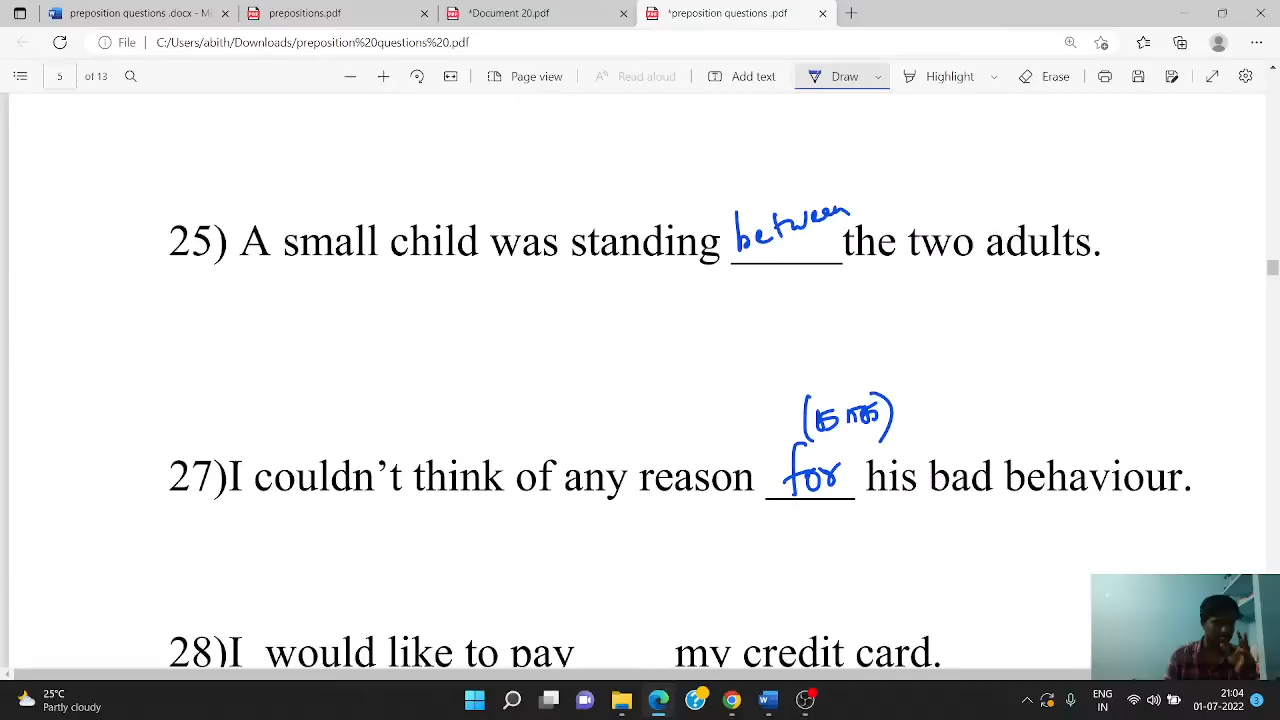 preposition questions .docx - Mi
prepositions.pdf
*Document 20.pdf
*preposition questions .pdf
File C:/Users/abith/Downloads/preposition%20questions%20.pdf
5 of 13 Page view Read aloud Add text Draw Highlight Erase
25) A small child was standing between the two adults.
27)I couldn’t think of any reason for his bad behaviour.
28)I would like to pay ____ my credit card.
25°C
Partly cloudy
ENG
IN
21:04
01-07-2022
3